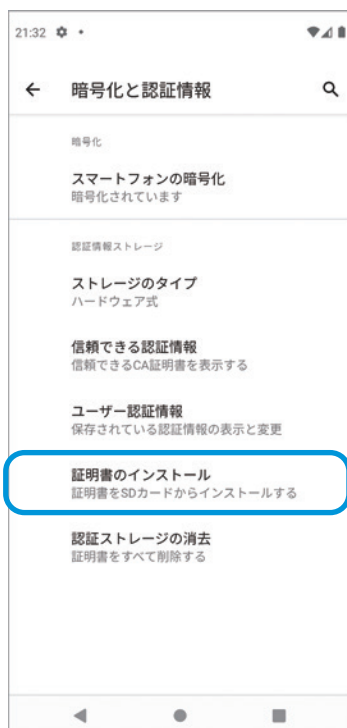 21:32
暗号化と認証情報
暗号化
スマートフォンの暗号化
暗号化されています
認証情報ストレージ
ストレージのタイプ
ハードウェア式
信頼できる認証情報
信頼できるCA証明書を表示する
ユーザー認証情報
保存されている認証情報の表示と変更
証明書のインストール
証明書をSDカードからインストールする
認証ストレージの消去
証明書をすべて削除する